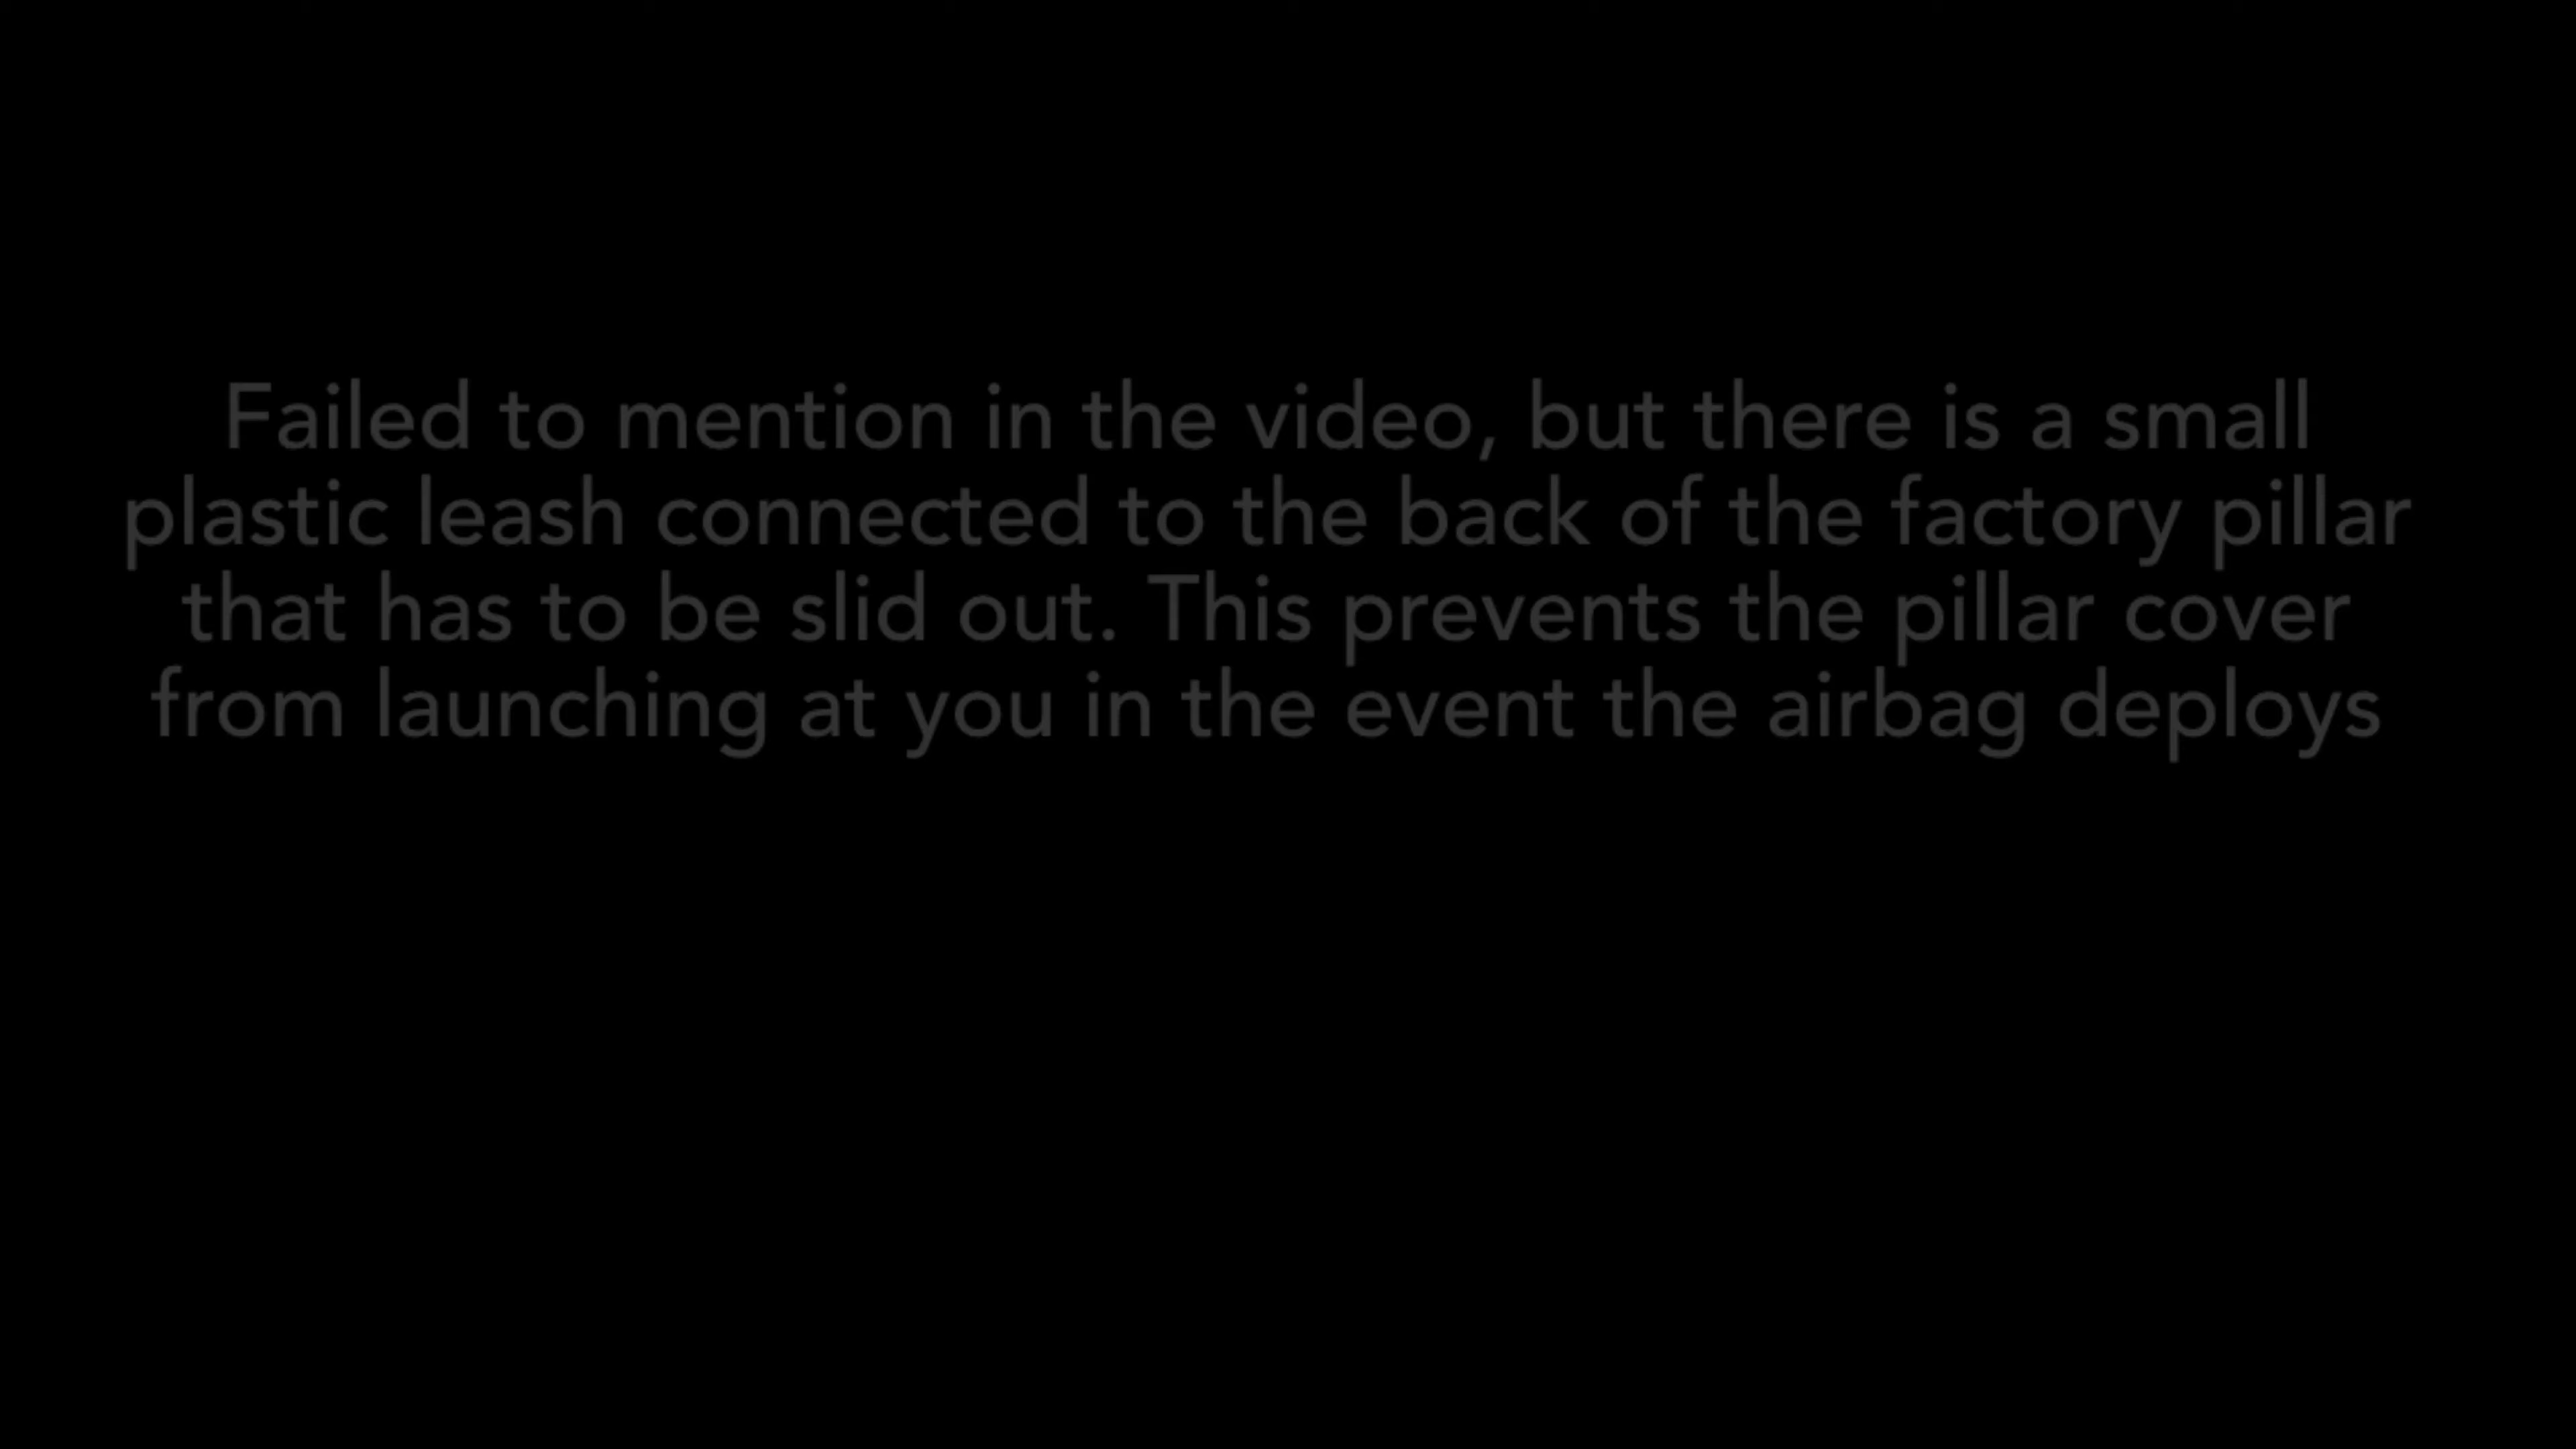 Failed to mention in the video, but there is a small
plastic leash connected to the back of the factory pillar
that has to be slid out. This prevents the pillar cover
from launching at you in the event the airbag deploys